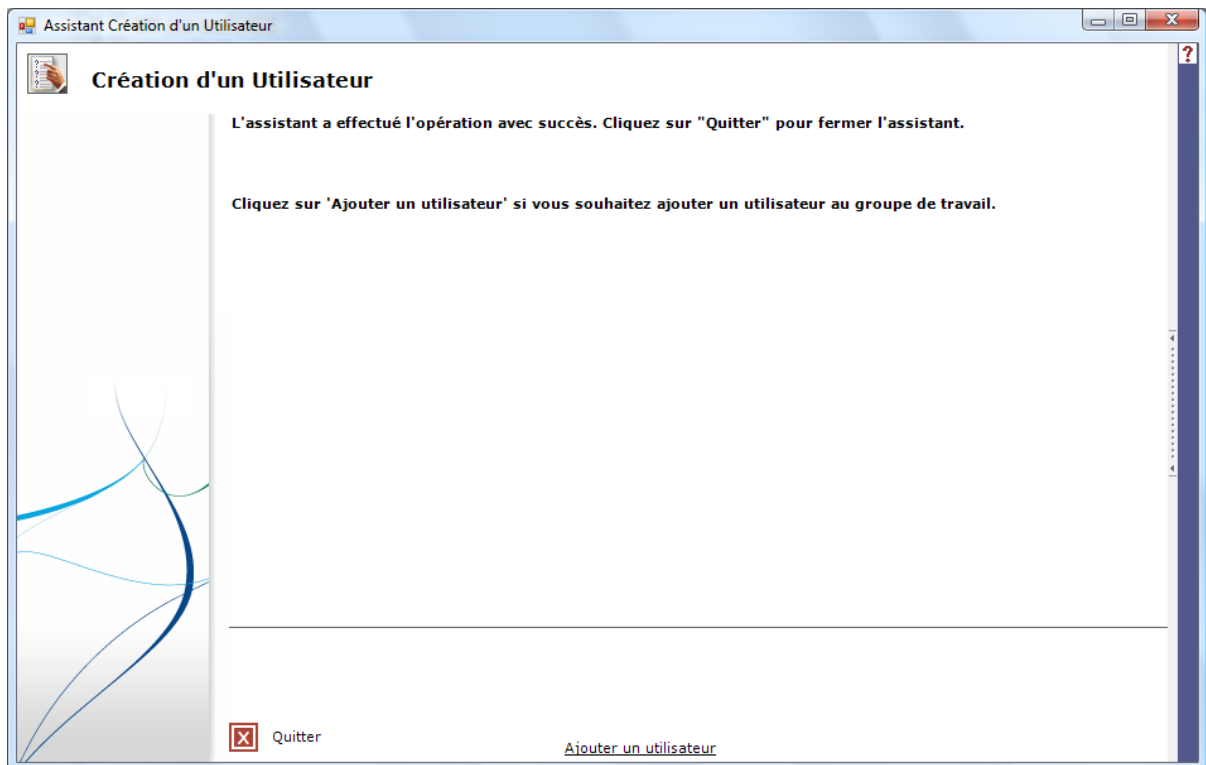 Assistant Création d'un Utilisateur
?
Création d'un Utilisateur
L'assistant a effectué l'opération avec succès. Cliquez sur "Quitter" pour fermer l'assistant.
Cliquez sur 'Ajouter un utilisateur' si vous souhaitez ajouter un utilisateur au groupe de travail.
Quitter
Ajouter un utilisateur